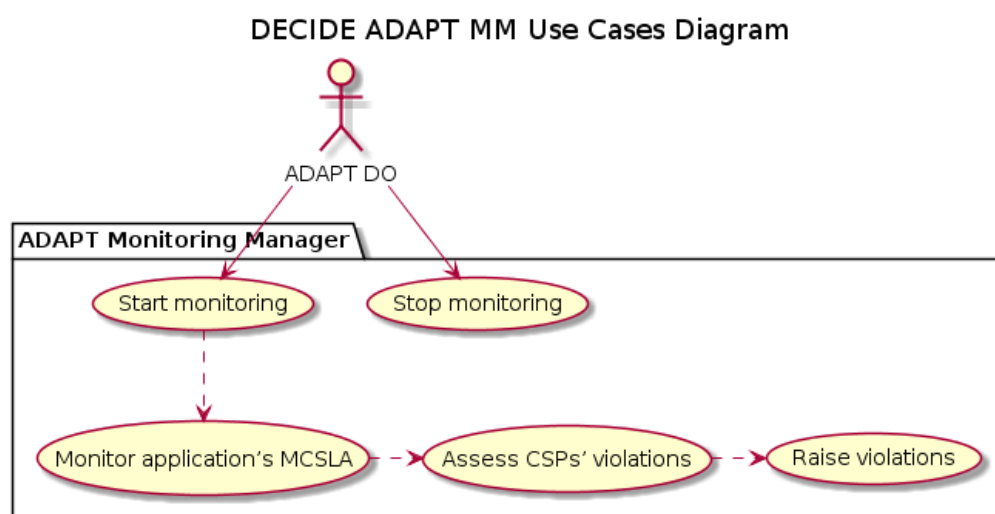 DECIDE ADAPT MM Use Cases Diagram
ADAPT DO
ADAPT Monitoring Manager
Start monitoring
Stop monitoring
Monitor application’s MCSLA
Assess CSPs’ violations
Raise violations